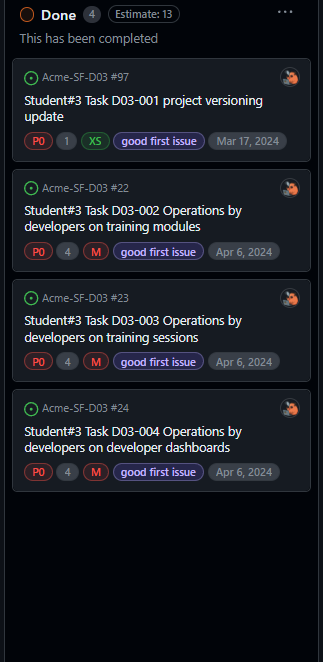 Done 4 Estimate: 13 ...
This has been completed
Acme-SF-D03 #97
Student#3 Task D03-001 project versioning
update
P0 1 XS good first issue Mar 17, 2024
Acme-SF-D03 #22
Student#3 Task D03-002 Operations by
developers on training modules
P0 4 M good first issue Apr 6, 2024
Acme-SF-D03 #23
Student#3 Task D03-003 Operations by
developers on training sessions
P0 4 M good first issue Apr 6, 2024
Acme-SF-D03 #24
Student#3 Task D03-004 Operations by
developers on developer dashboards
P0 4 M good first issue Apr 6, 2024